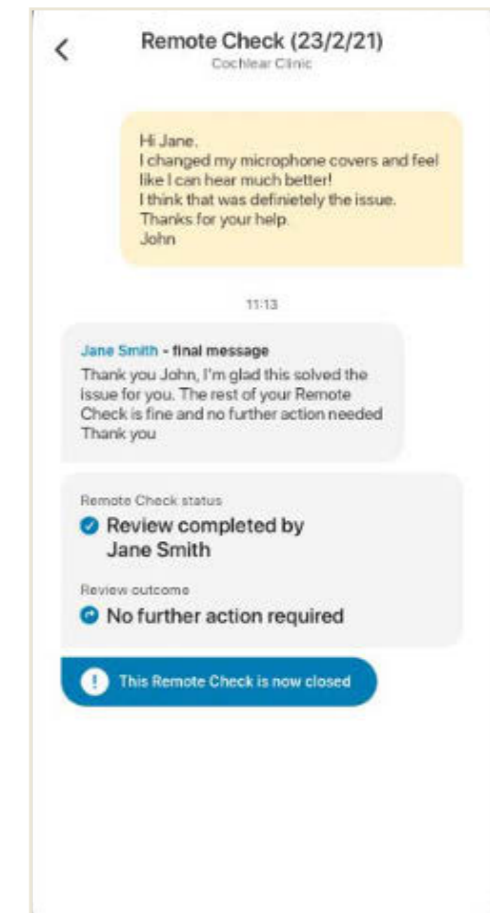 Remote Check (23/2/21)
Cochlear Clinic
Hi Jane,
I changed my microphone covers and feel
like I can hear much better!
I think that was definietely the issue.
Thanks for your help.
John
11:13
Jane Smith - final message
Thank you John, I'm glad this solved the
issue for you. The rest of your Remote
Check is fine and no further action needed
Thank you
Remote Check status
Review completed by
Jane Smith
Review outcome
No further action required
This Remote Check is now closed